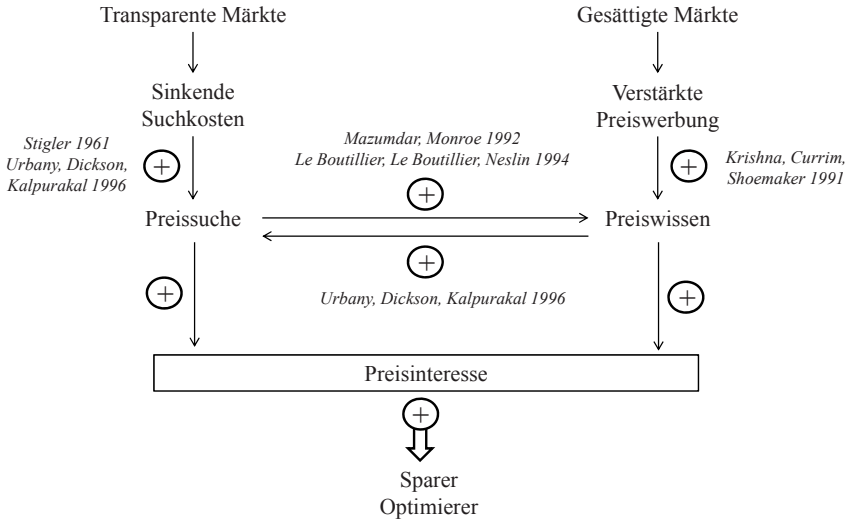 Transparente Märkte
Gesättigte Märkte
Sinkende
Suchkosten
Verstärkte
Preiswerbung
Stigler 1961
Urbany, Dickson,
Kalpurakal 1996
+
Mazumdar, Monroe 1992
Le Boutillier, Le Boutillier, Neslin 1994
+
+
Krishna, Currim,
Shoemaker 1991
Preissuche
Preiswissen
+
+
Urbany, Dickson, Kalpurakal 1996
+
Preisinteresse
+
Sparer
Optimierer